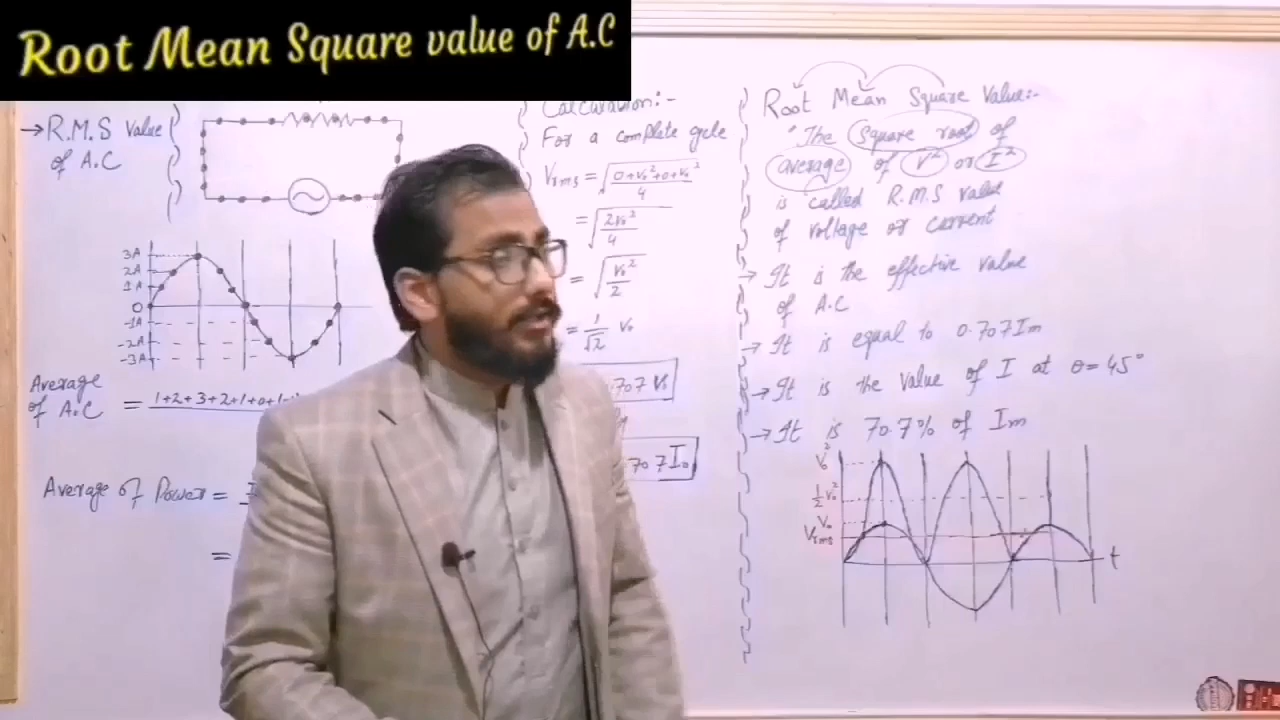 Root Mean Square value of A.C
→R.M.S Value
of A.C
3A
2A
1A
0
-1A
-2A
-3A
Average
of A.C = 1+2+3+2+1+0+1
Average of Power =
=
Calculation:-
For a complete cycle
Vrms = √0+V₀²+0+V₀²/4
= √2V₀²/4
= √V₀²/2
= 1/√2 V₀
.707 V₀
707 I₀
Root Mean Square Value:-
"The square root of
average of V² or I²
is called R.M.S value
of voltage or current
→ It is the effective value
of A.C
→ It is equal to 0.707Im
→ It is the value of I at θ=45°
→ It is 70.7% of Im
V₀²
½V₀²
V₀
Vrms
t